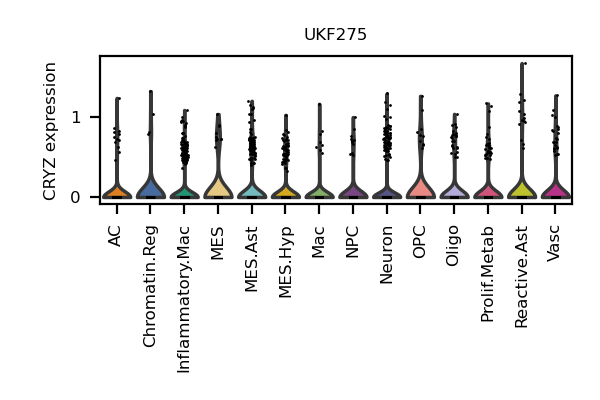 UKF275
CRYZ expression
1
0
AC
Chromatin.Reg
Inflammatory.Mac
MES
MES.Ast
MES.Hyp
Mac
NPC
Neuron
OPC
Oligo
Prolif.Metab
Reactive.Ast
Vasc